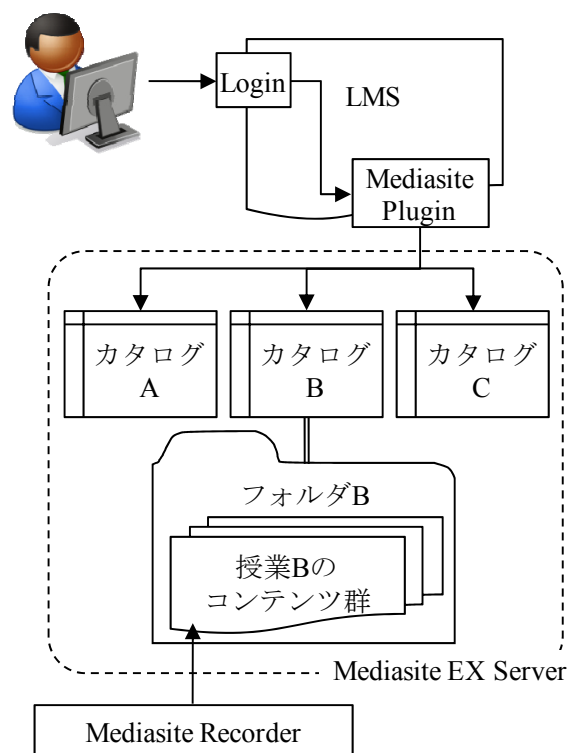 Login
LMS
Mediasite
Plugin
カタログ
A
カタログ
B
カタログ
C
フォルダB
授業Bの
コンテンツ群
Mediasite EX Server
Mediasite Recorder